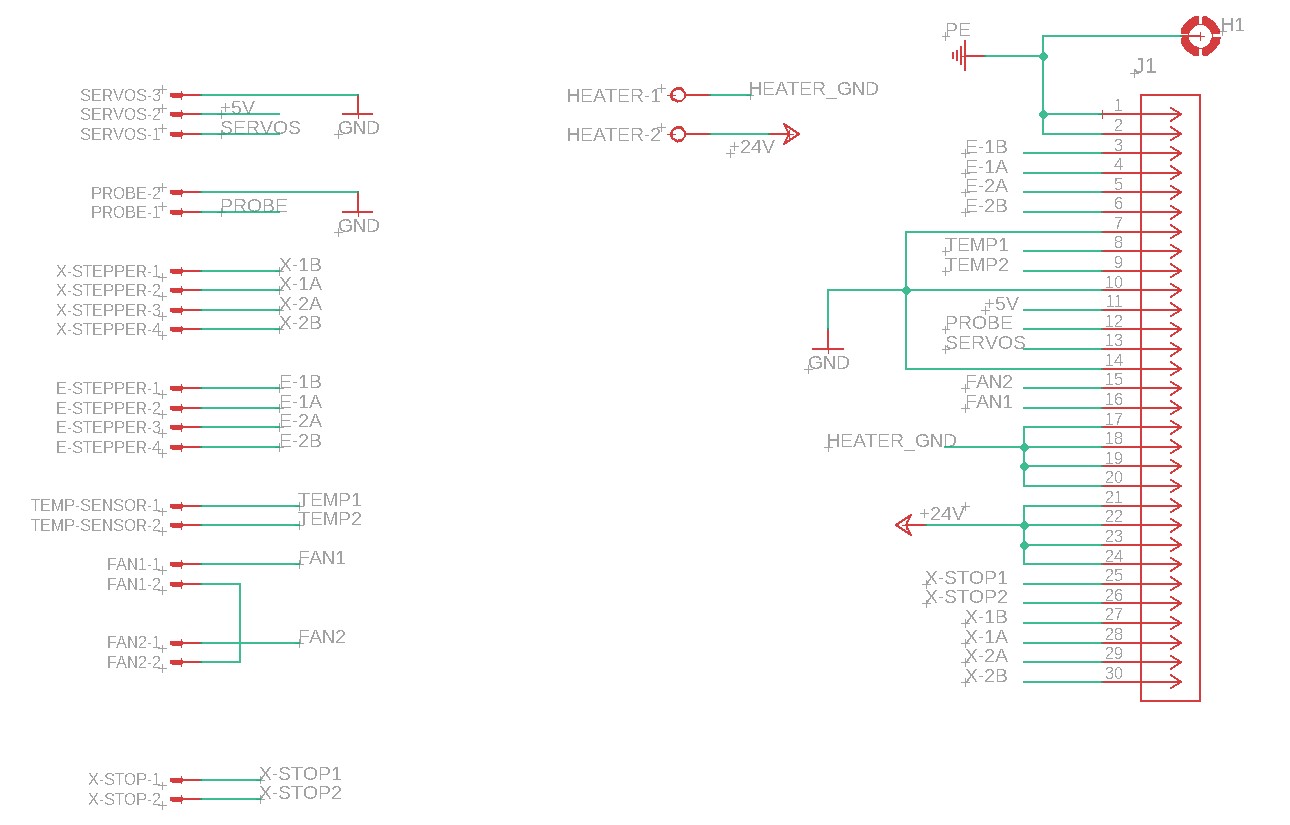 SERVOS-3
SERVOS-2 +5V
SERVOS-1 SERVOS
GND
PROBE-2
PROBE-1 PROBE
GND
X-STEPPER-1 X-1B
X-STEPPER-2 X-1A
X-STEPPER-3 X-2A
X-STEPPER-4 X-2B
E-STEPPER-1 E-1B
E-STEPPER-2 E-1A
E-STEPPER-3 E-2A
E-STEPPER-4 E-2B
TEMP-SENSOR-1 TEMP1
TEMP-SENSOR-2 TEMP2
FAN1-1 FAN1
FAN1-2
FAN2-1 FAN2
FAN2-2
X-STOP-1 X-STOP1
X-STOP-2 X-STOP2
HEATER-1 HEATER_GND
HEATER-2 +24V
PE
H1
J1
1
2
E-1B 3
E-1A 4
E-2A 5
E-2B 6
7
TEMP1 8
TEMP2 9
10
+5V 11
PROBE 12
SERVOS 13
GND
14
FAN2 15
FAN1 16
17
HEATER_GND 18
19
20
21
+24V 22
23
24
X-STOP1 25
X-STOP2 26
X-1B 27
X-1A 28
X-2A 29
X-2B 30